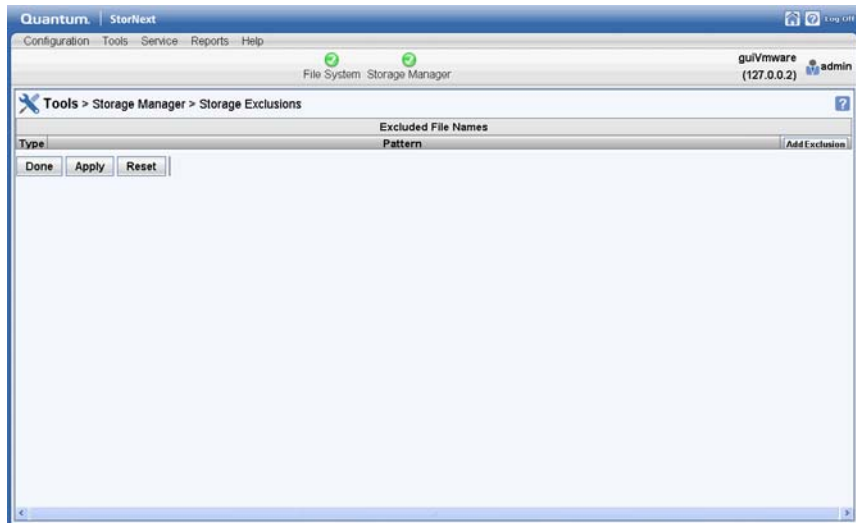 Quantum. StorNext Log Off
Configuration Tools Service Reports Help
File System Storage Manager
guiVmware
(127.0.0.2)
admin
Tools > Storage Manager > Storage Exclusions
Excluded File Names
Type Pattern Add Exclusion
Done Apply Reset